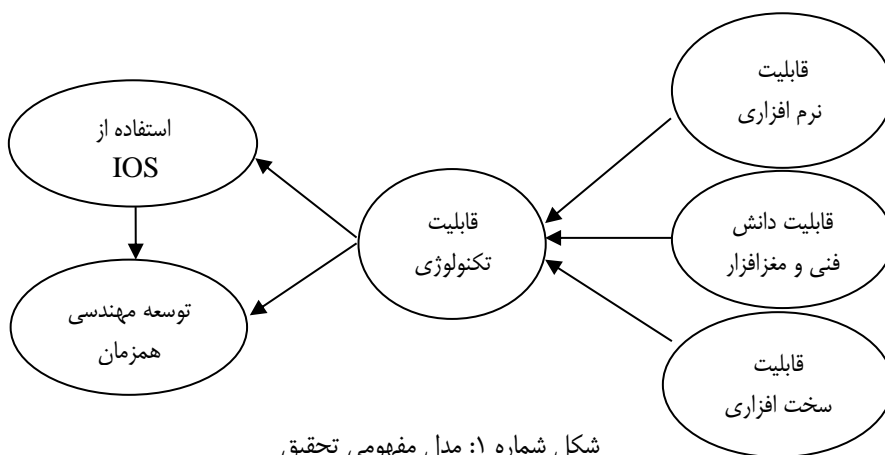 قابلیت
نرم افزاری
استفاده از
IOS
قابلیت دانش
فنی و مغزافزار
قابلیت
تکنولوژی
توسعه مهندسی
همزمان
قابلیت
سخت افزاری
شکل شماره ۱: مدل مفهومی تحقیق